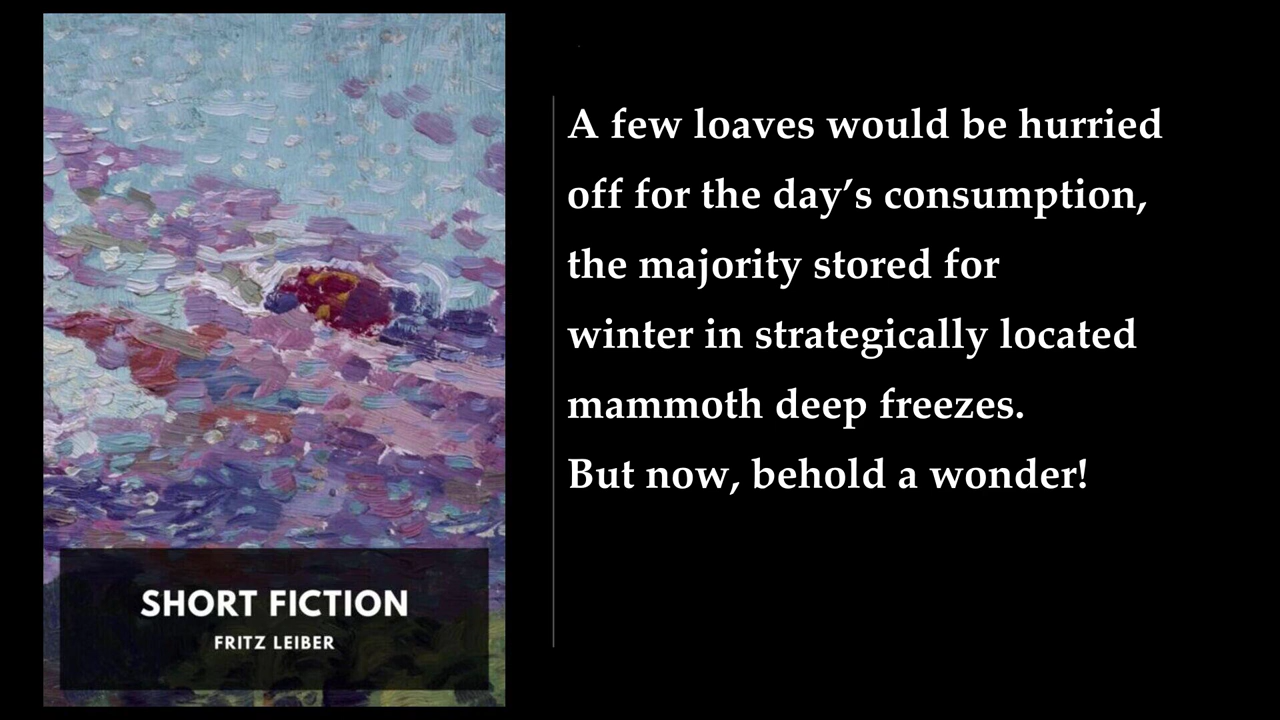 SHORT FICTION
FRITZ LEIBER
A few loaves would be hurried
off for the day’s consumption,
the majority stored for
winter in strategically located
mammoth deep freezes.
But now, behold a wonder!